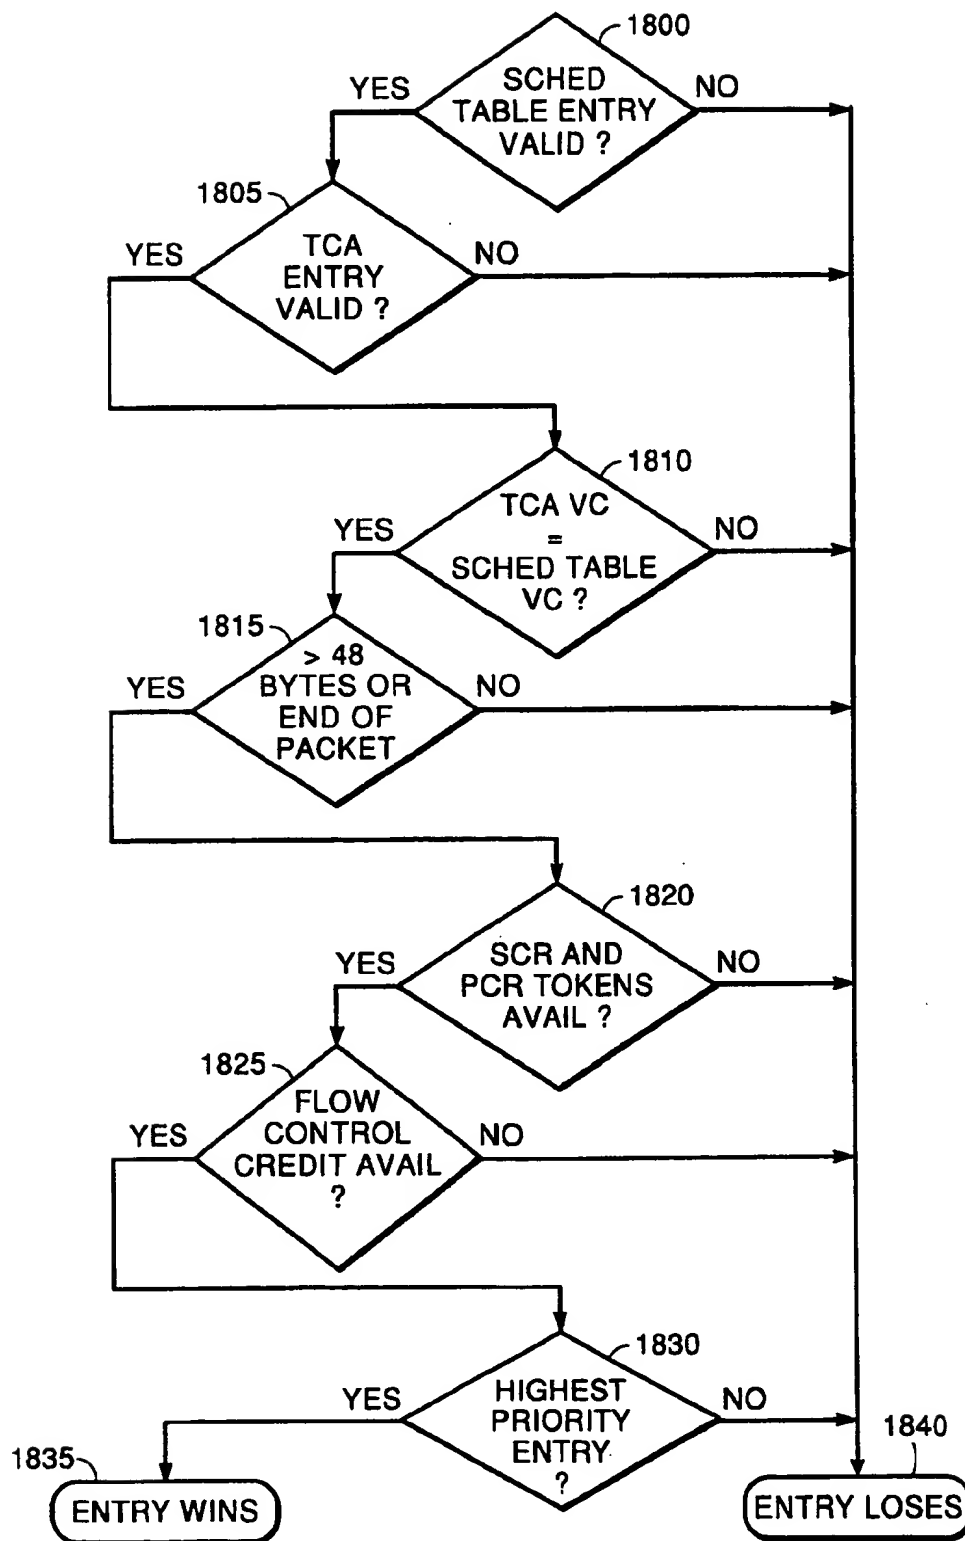 1800
YES
SCHED
TABLE ENTRY
VALID ?
NO
1805
YES
TCA
ENTRY
VALID ?
NO
1810
YES
TCA VC
=
SCHED TABLE
VC ?
NO
1815
YES
> 48
BYTES OR
END OF
PACKET
NO
1820
YES
SCR AND
PCR TOKENS
AVAIL ?
NO
1825
YES
FLOW
CONTROL
CREDIT AVAIL
?
NO
1830
YES
HIGHEST
PRIORITY
ENTRY
?
NO
1835
ENTRY WINS
1840
ENTRY LOSES